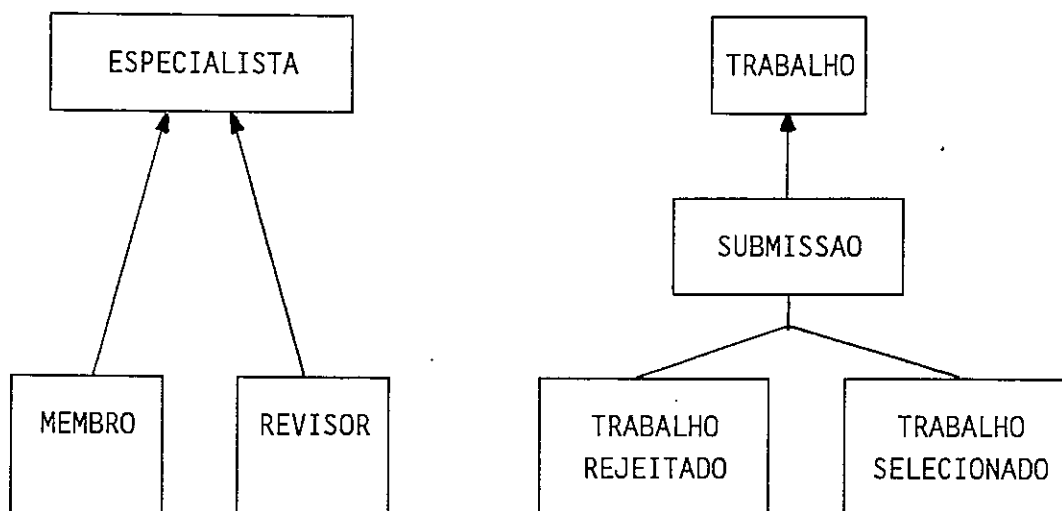 ESPECIALISTA
TRABALHO
SUBMISSAO
MEMBRO
REVISOR
TRABALHO
REJEITADO
TRABALHO
SELECIONADO